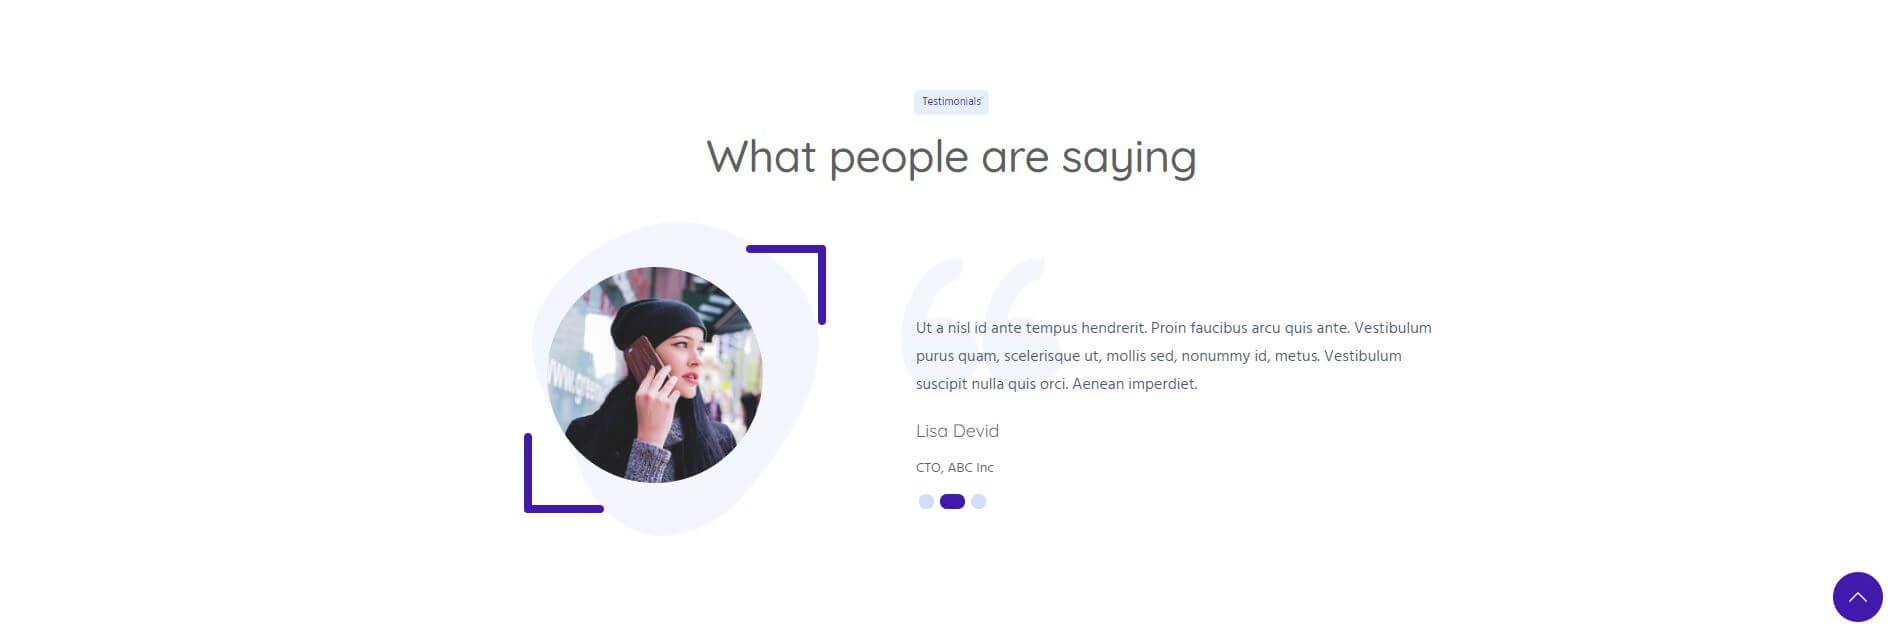 Testimonials
What people are saying
www.green
Ut a nisl id ante tempus hendrerit. Proin faucibus arcu quis ante. Vestibulum
purus quam, scelerisque ut, mollis sed, nonummy id, metus. Vestibulum
suscipit nulla quis orci. Aenean imperdiet.
Lisa Devid
CTO, ABC Inc